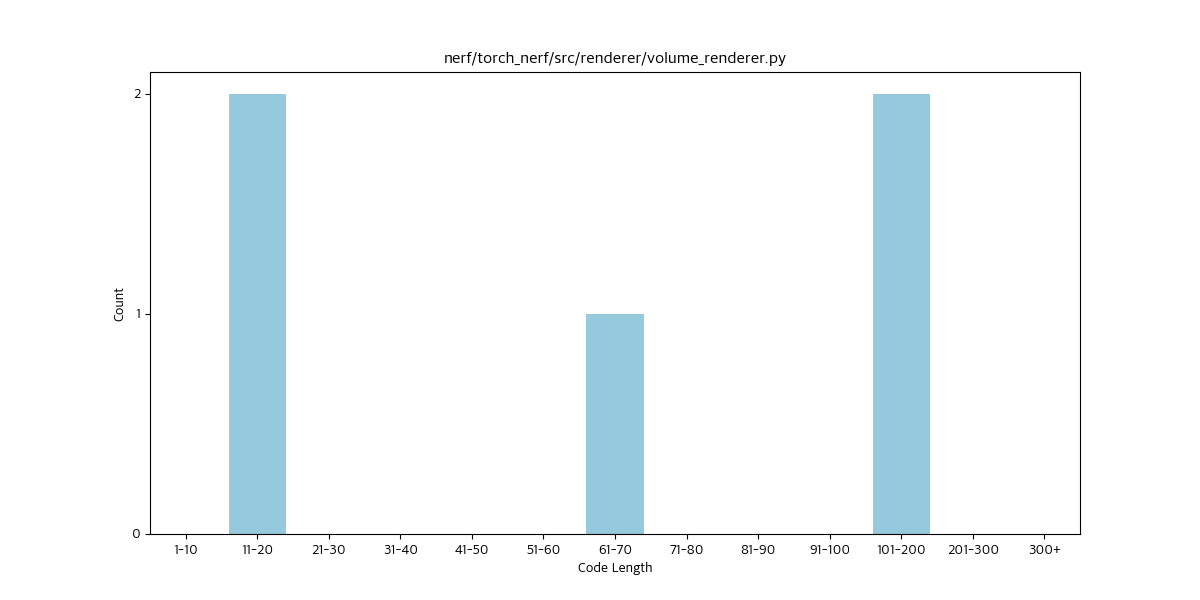 nerf/torch_nerf/src/renderer/volume_renderer.py
2
1
0
Count
1-10 11-20 21-30 31-40 41-50 51-60 61-70 71-80 81-90 91-100 101-200 201-300 300+
Code Length